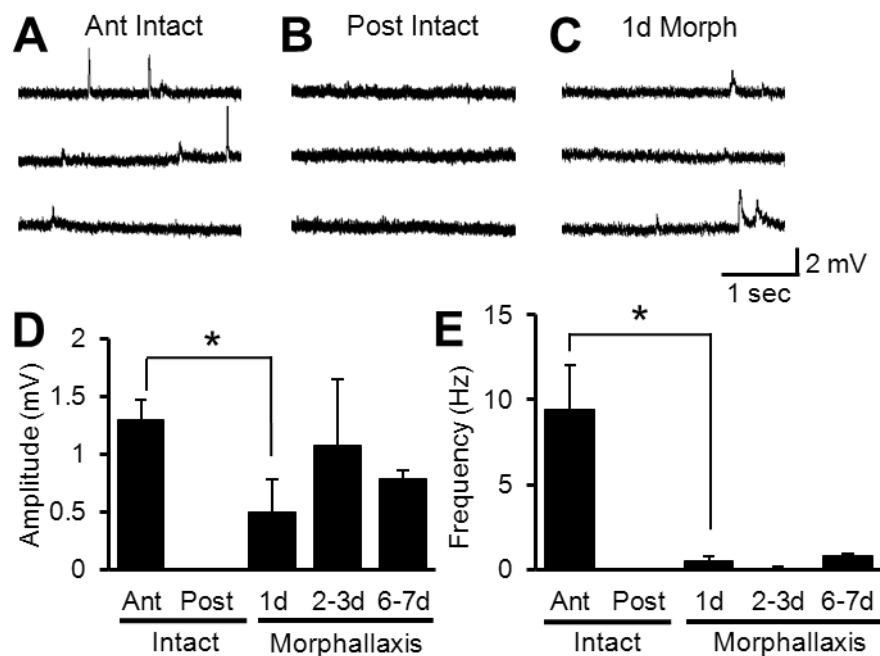 A Ant Intact
B Post Intact
C 1d Morph
2 mV
1 sec
D
Amplitude (mV)
2
1.5
1
0.5
0
*
Ant Post 1d 2-3d 6-7d
Intact Morphallaxis
E
Frequency (Hz)
15
10
5
0
*
Ant Post 1d 2-3d 6-7d
Intact Morphallaxis